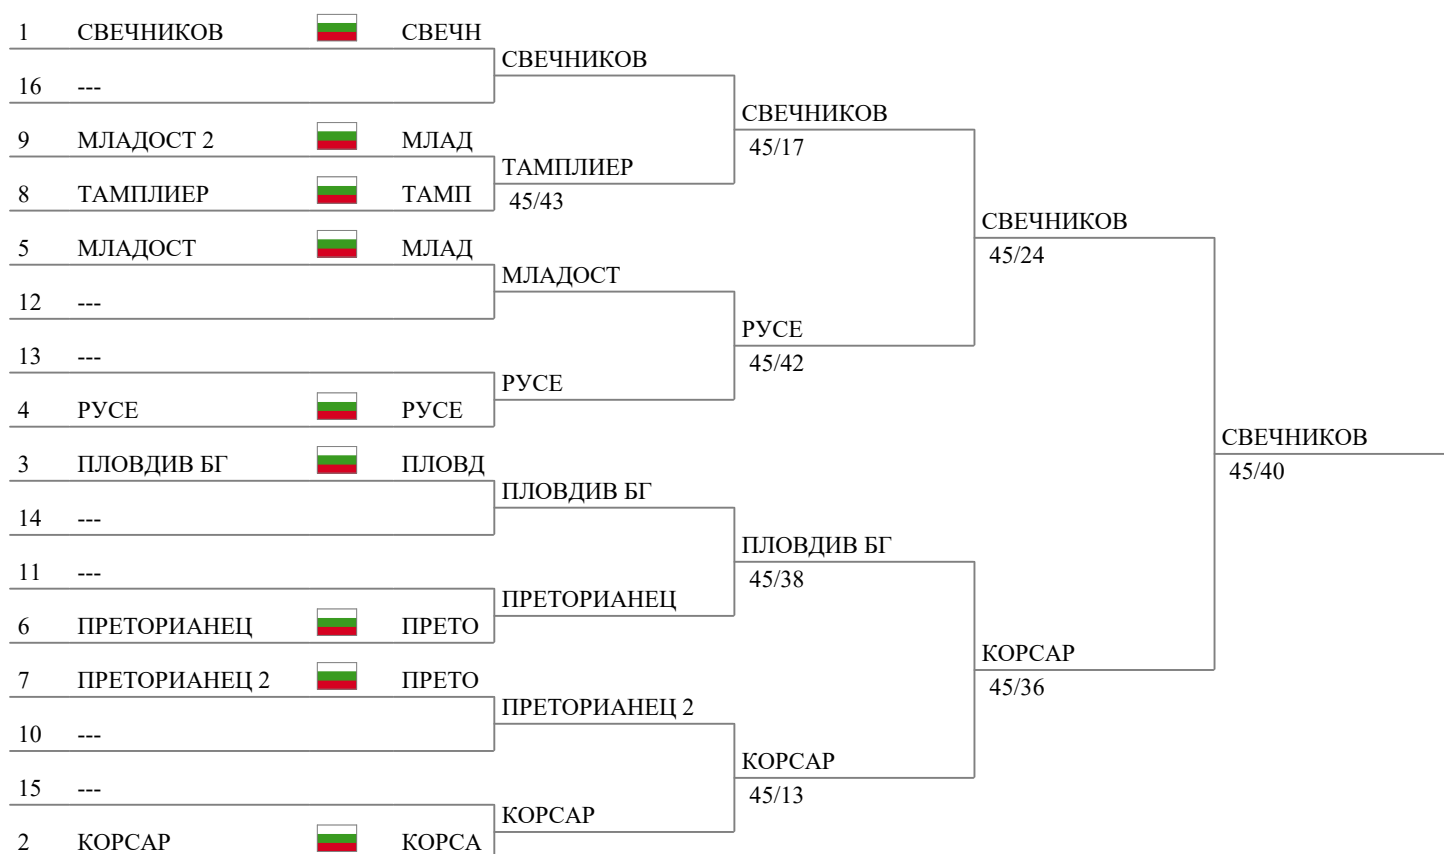 1 СВЕЧНИКОВ СВЕЧН
СВЕЧНИКОВ
16 ---
СВЕЧНИКОВ
45/17
9 МЛАДОСТ 2 МЛАД
ТАМПЛИЕР
45/43
8 ТАМПЛИЕР ТАМП
СВЕЧНИКОВ
45/24
5 МЛАДОСТ МЛАД
МЛАДОСТ
12 ---
РУСЕ
45/42
13 ---
РУСЕ
4 РУСЕ РУСЕ
СВЕЧНИКОВ
45/40
3 ПЛОВДИВ БГ ПЛОВД
ПЛОВДИВ БГ
14 ---
ПЛОВДИВ БГ
45/38
11 ---
ПРЕТОРИАНЕЦ
6 ПРЕТОРИАНЕЦ ПРЕТО
КОРСАР
45/36
7 ПРЕТОРИАНЕЦ 2 ПРЕТО
ПРЕТОРИАНЕЦ 2
10 ---
КОРСАР
45/13
15 ---
КОРСАР
2 КОРСАР КОРСА